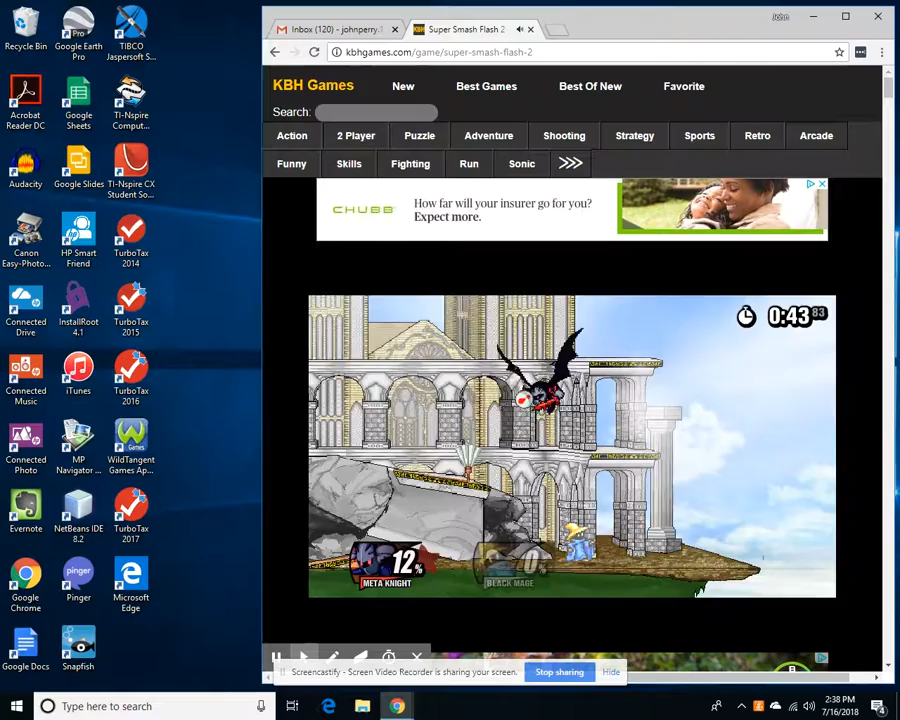 Recycle Bin
Google Earth Pro
TIBCO Jaspersoft S...
Acrobat Reader DC
Google Sheets
TI-Nspire Comput...
Audacity
Google Slides
TI-Nspire CX Student So...
Canon Easy-Photo...
HP Smart Friend
TurboTax 2014
Connected Drive
InstallRoot 4.1
TurboTax 2015
Connected Music
iTunes
TurboTax 2016
Connected Photo
MP Navigator ...
WildTangent Games Ap...
Evernote
NetBeans IDE 8.2
TurboTax 2017
Google Chrome
Pinger
Microsoft Edge
Google Docs
Snapfish
John
Inbox (120) - johnperry.1
Super Smash Flash 2
kbhgames.com/game/super-smash-flash-2
KBH Games New Best Games Best Of New Favorite
Search:
Action 2 Player Puzzle Adventure Shooting Strategy Sports Retro Arcade
Funny Skills Fighting Run Sonic >>>
CHUBB
How far will your insurer go for you?
Expect more.
0:43 83
12%
META KNIGHT
0%
BLACK MAGE
Screencastify - Screen Video Recorder is sharing your screen.
Stop sharing
Hide
Type here to search
2:38 PM
7/16/2018
4